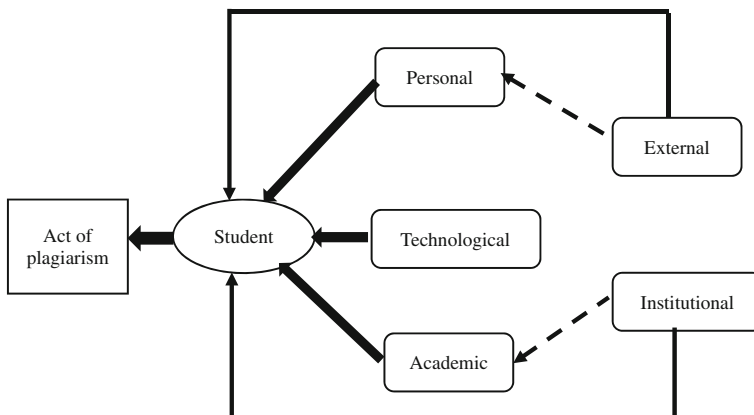 Personal
External
Act of
plagiarism
Student
Technological
Institutional
Academic